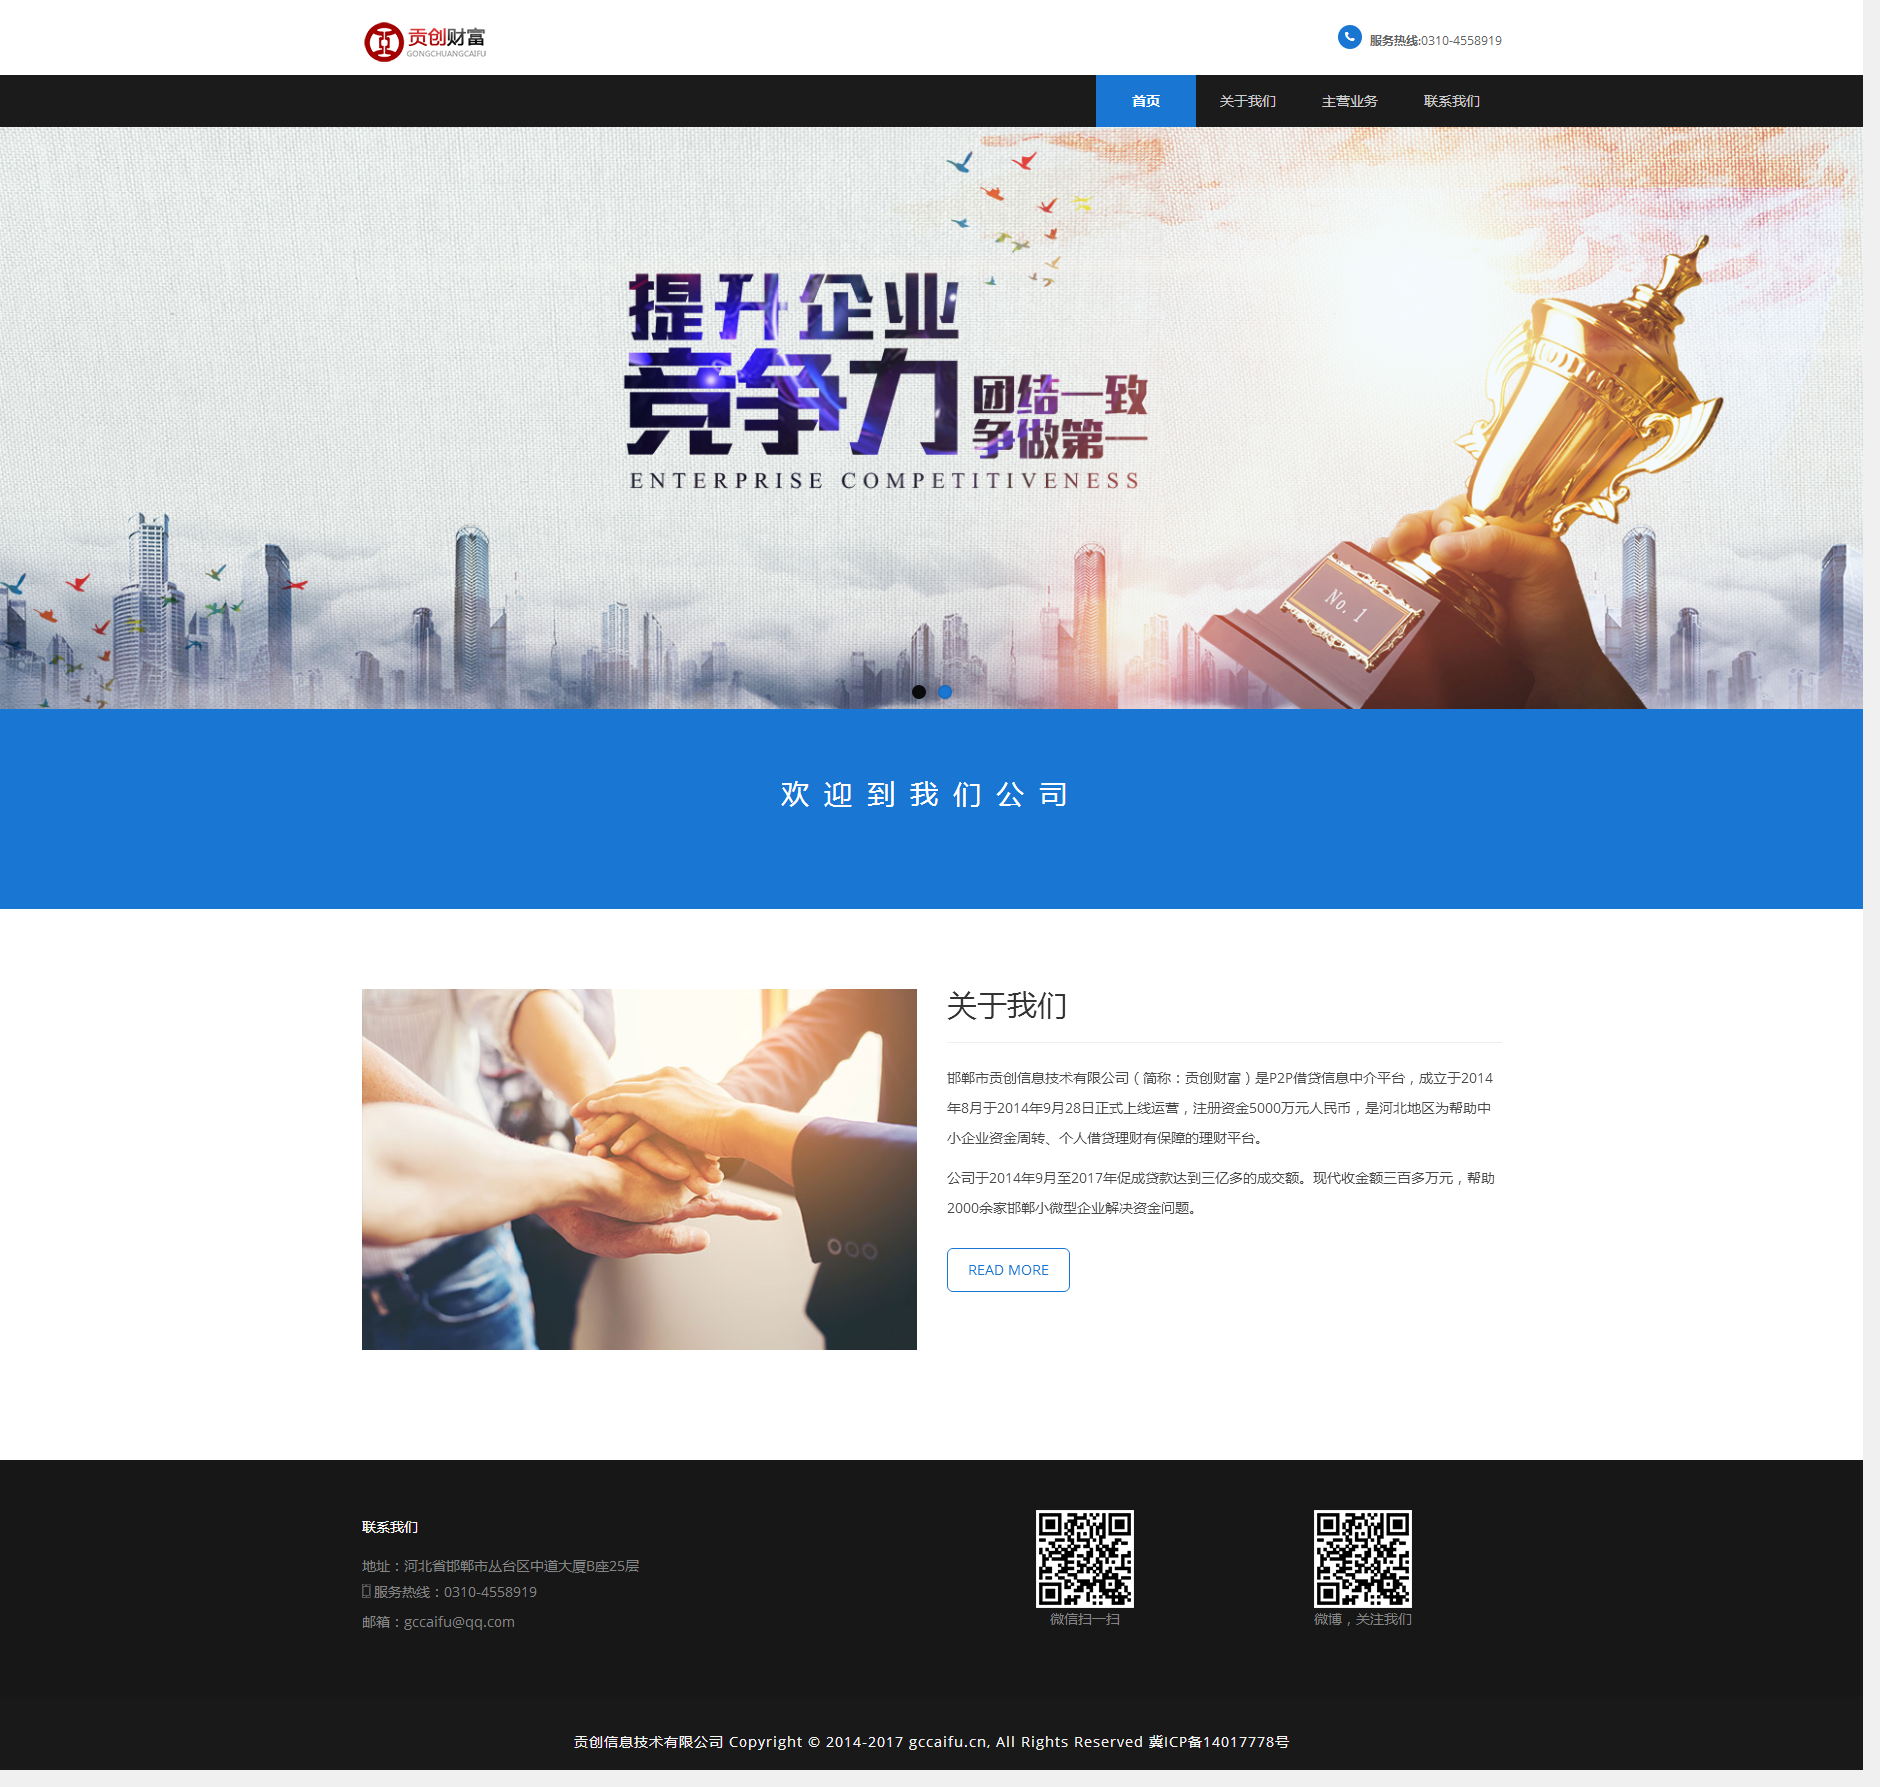 贡创财富
GONGCHUANGCAIFU
服务热线:0310-4558919
首页 关于我们 主营业务 联系我们
提升企业
竞争力
团结一致
争做第一
ENTERPRISE COMPETITIVENESS
No. 1
欢迎到我们公司
关于我们
邯郸市贡创信息技术有限公司（简称：贡创财富）是P2P借贷信息中介平台，成立于2014
年8月于2014年9月28日正式上线运营，注册资金5000万元人民币，是河北地区为帮助中
小企业资金周转、个人借贷理财有保障的理财平台。
公司于2014年9月至2017年促成贷款达到三亿多的成交额。现代收金额三百多万元，帮助
2000余家邯郸小微型企业解决资金问题。
READ MORE
联系我们
地址：河北省邯郸市丛台区中道大厦B座25层
服务热线：0310-4558919
邮箱：gccaifu@qq.com
微信扫一扫
微博，关注我们
贡创信息技术有限公司 Copyright © 2014-2017 gccaifu.cn, All Rights Reserved 冀ICP备14017778号